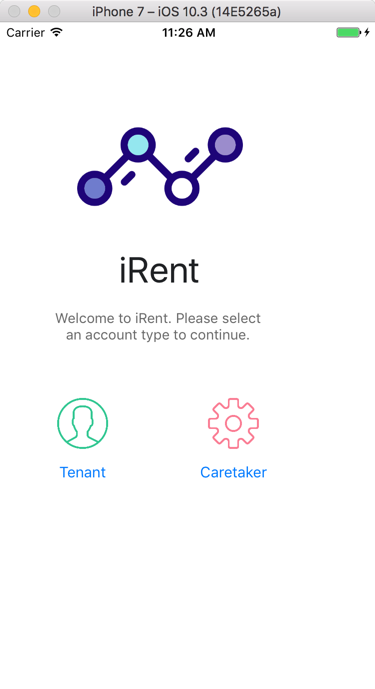 iPhone 7 – iOS 10.3 (14E5265a)
Carrier 11:26 AM
iRent
Welcome to iRent. Please select
an account type to continue.
Tenant Caretaker